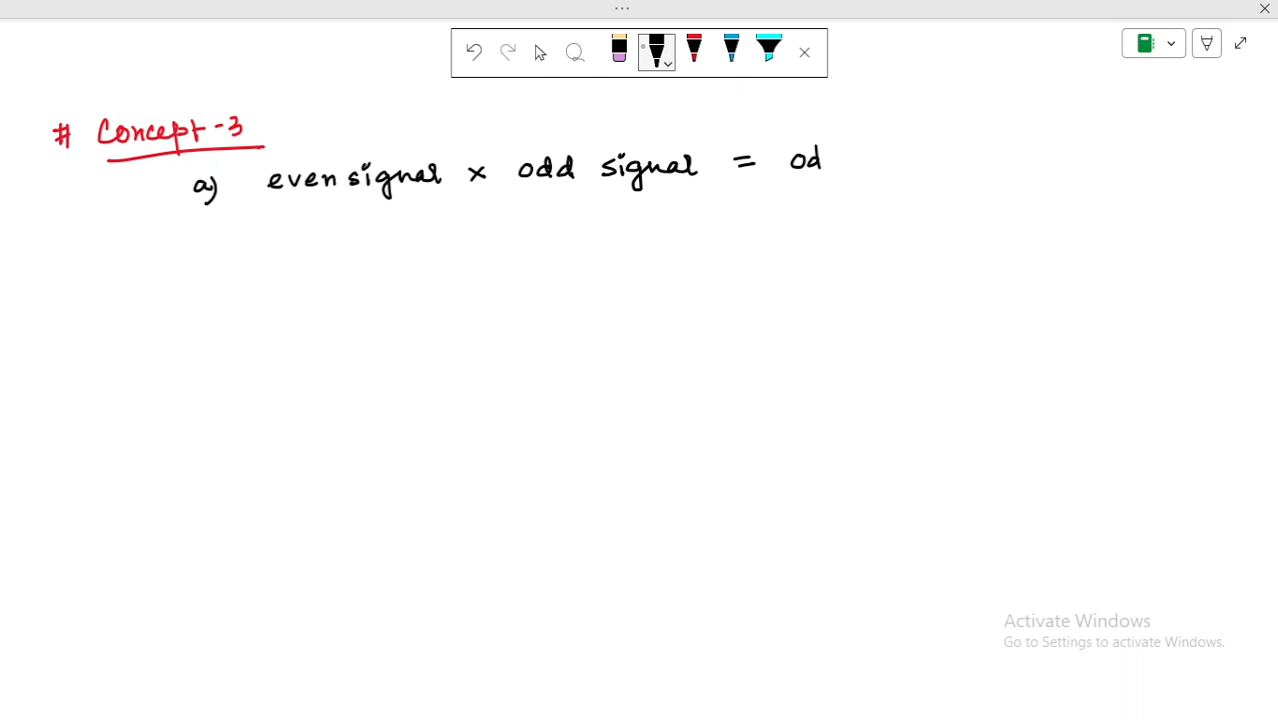 # Concept-3
a) even signal x odd signal = od
Activate Windows
Go to Settings to activate Windows.